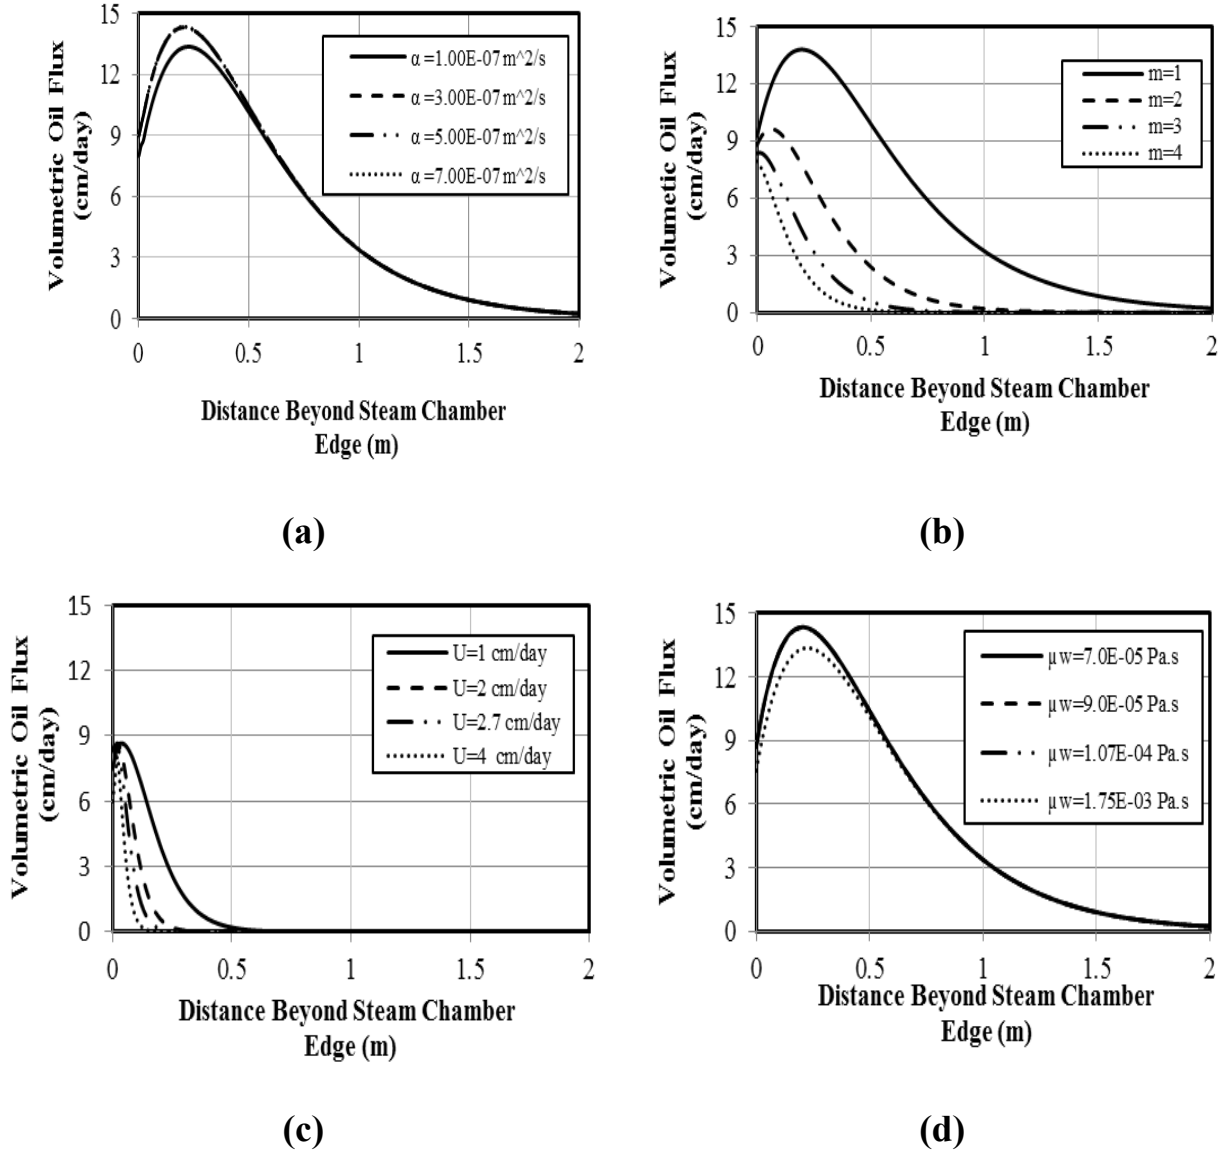 Volumetric Oil Flux
(cm/day)
15
12
9
6
3
0
α =1.00E-07 m^2/s
α =3.00E-07 m^2/s
α =5.00E-07 m^2/s
α =7.00E-07 m^2/s
0 0.5 1 1.5 2
Distance Beyond Steam Chamber
Edge (m)
(a)
Volumetic Oil Flux
(cm/day)
15
12
9
6
3
0
m=1
m=2
m=3
m=4
0 0.5 1 1.5 2
Distance Beyond Steam Chamber
Edge (m)
(b)
Volumetric Oil Flux
(cm/day)
15
12
9
6
3
0
U=1 cm/day
U=2 cm/day
U=2.7 cm/day
U=4 cm/day
0 0.5 1 1.5 2
Distance Beyond Steam Chamber
Edge (m)
(c)
Volumetric Oil Flux
(cm/day)
15
12
9
6
3
0
µw=7.0E-05 Pa.s
µw=9.0E-05 Pa.s
µw=1.07E-04 Pa.s
µw=1.75E-03 Pa.s
0 0.5 1 1.5 2
Distance Beyond Steam Chamber
Edge (m)
(d)